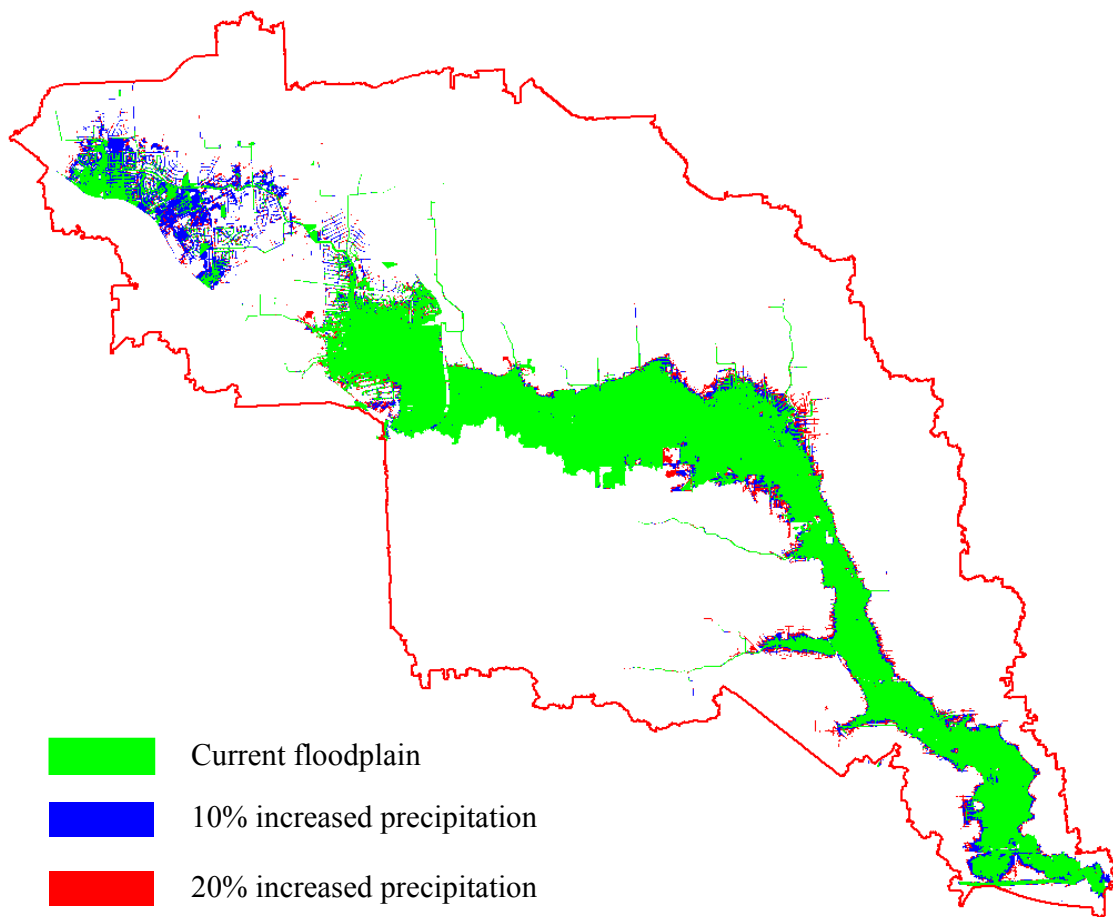 Current floodplain
10% increased precipitation
20% increased precipitation